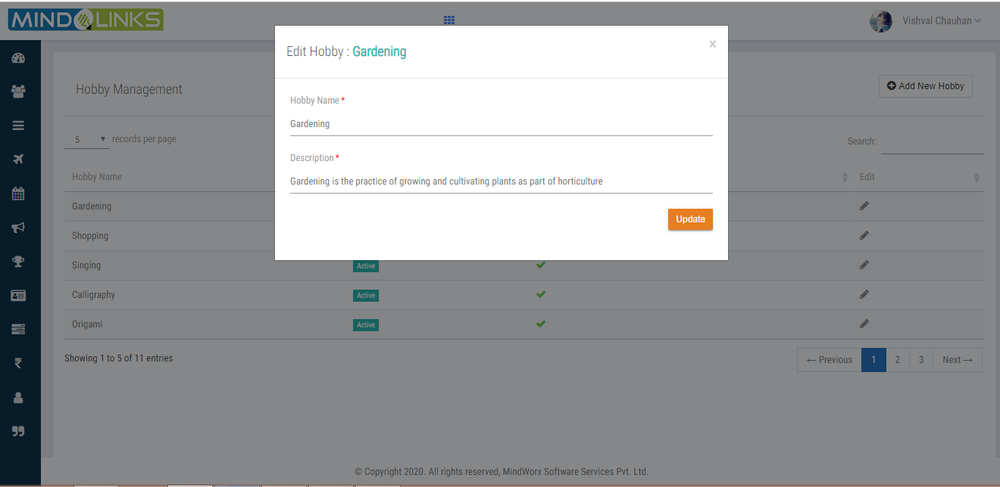 MINDLINKS
Vishval Chauhan
Edit Hobby : Gardening
x
Hobby Management
Add New Hobby
Hobby Name *
Gardening
5 records per page
Search:
Description *
Gardening is the practice of growing and cultivating plants as part of horticulture
Hobby Name
Edit
Gardening
Update
Shopping
Singing Active
Calligraphy Active
Origami Active
Showing 1 to 5 of 11 entries
← Previous 1 2 3 Next →
© Copyright 2020. All rights reserved, MindWorx Software Services Pvt. Ltd.